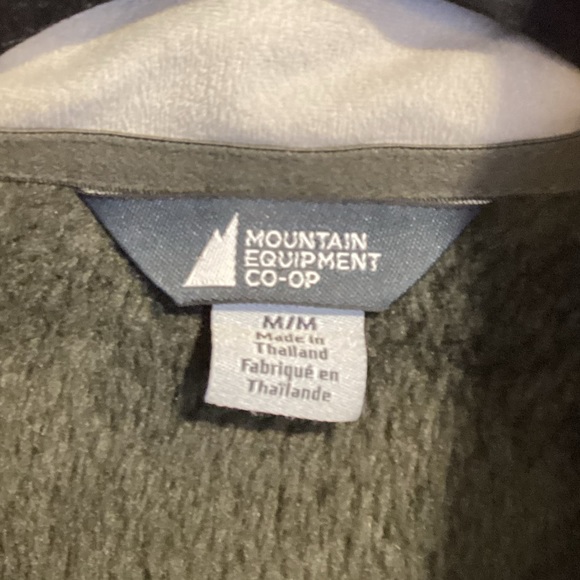 MOUNTAIN
EQUIPMENT
CO-OP
M/M
Made in
Thailand
Fabriqué en
Thaïlande